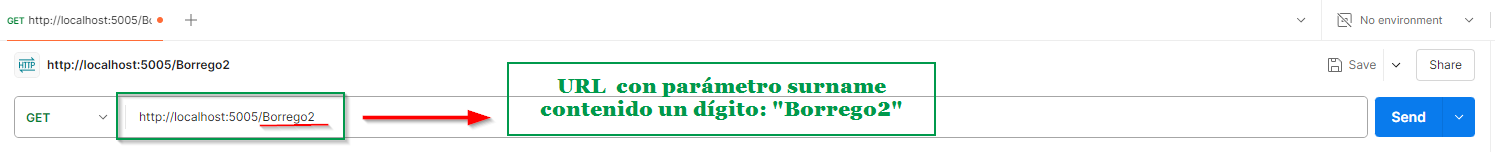 GET http://localhost:5005/Bo
No environment
HTTP http://localhost:5005/Borrego2
Save
Share
URL con parámetro surname
contenido un dígito: "Borrego2"
GET
http://localhost:5005/Borrego2
Send